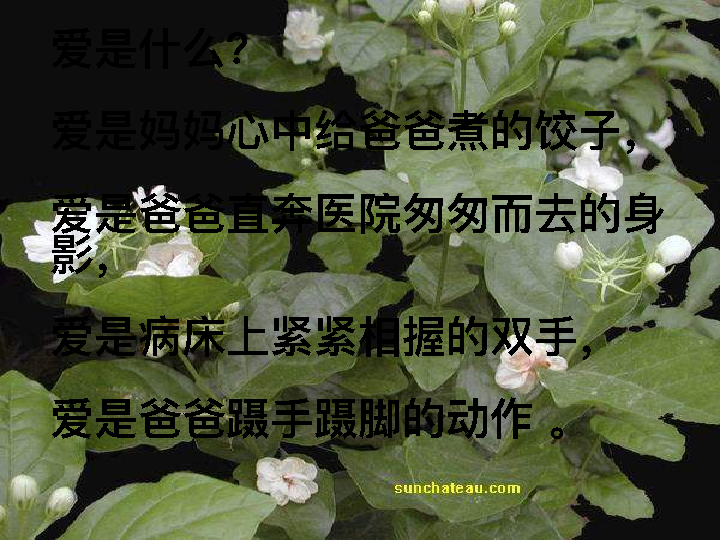 爱是什么？
爱是妈妈心中给爸爸煮的饺子，
爱是爸爸直奔医院匆匆而去的身
影，
爱是病床上紧紧相握的双手，
爱是爸爸蹑手蹑脚的动作 。
sunchateau.com